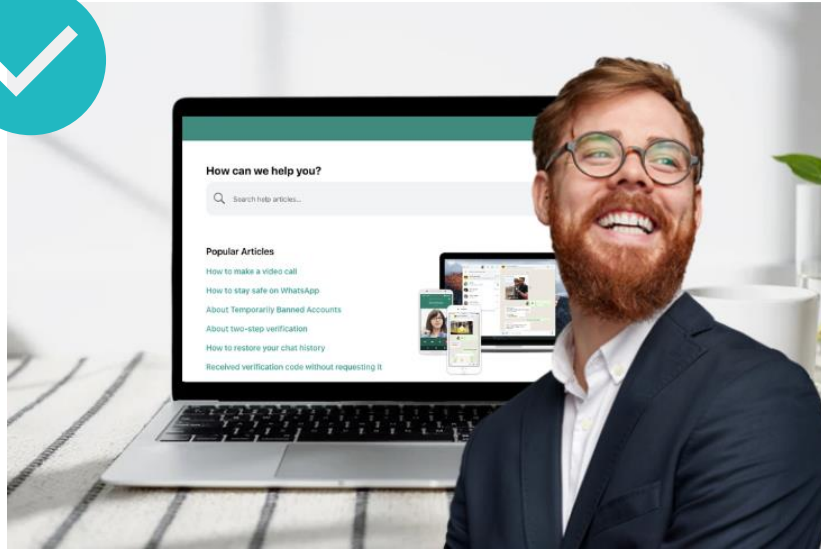 How can we help you?
Search help articles...
Popular Articles
How to make a video call
How to stay safe on WhatsApp
About Temporarily Banned Accounts
About two-step verification
How to restore your chat history
Received verification code without requesting it